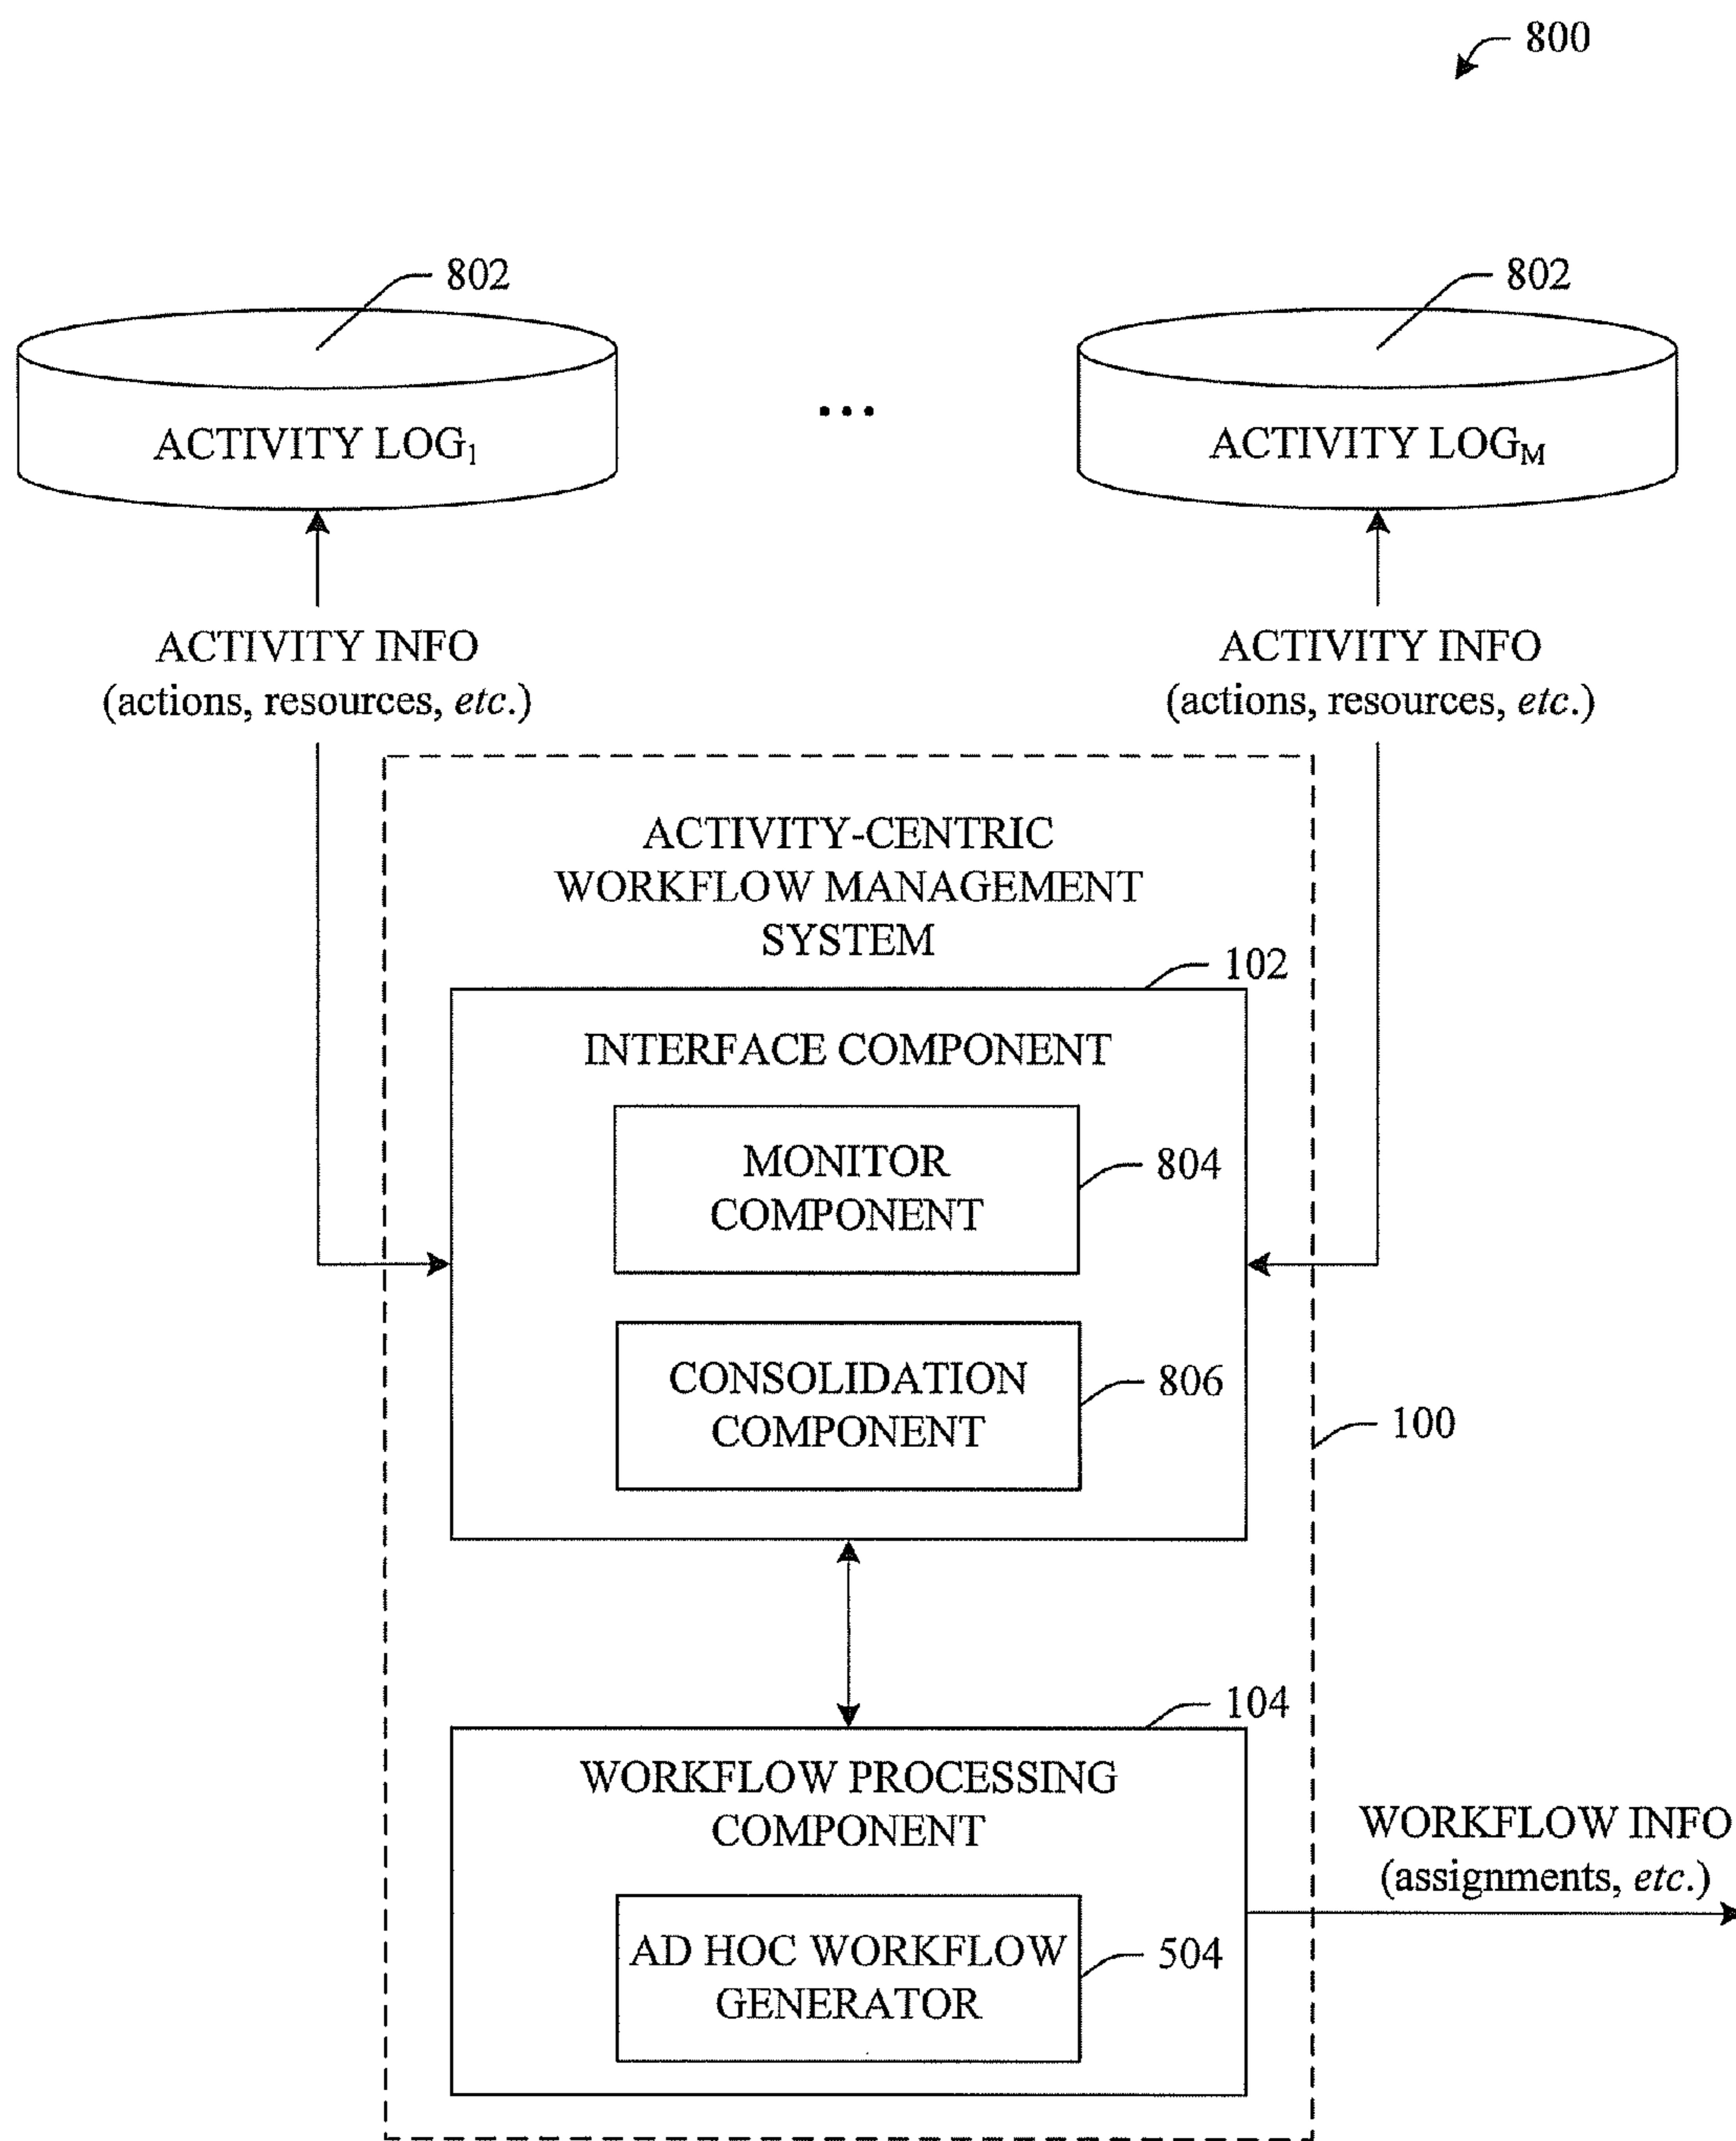 800
802
802
ACTIVITY LOG1
...
ACTIVITY LOGM
ACTIVITY INFO
(actions, resources, etc.)
ACTIVITY INFO
(actions, resources, etc.)
ACTIVITY-CENTRIC
WORKFLOW MANAGEMENT
SYSTEM
102
INTERFACE COMPONENT
MONITOR
COMPONENT
804
CONSOLIDATION
COMPONENT
806
100
104
WORKFLOW PROCESSING
COMPONENT
WORKFLOW INFO
(assignments, etc.)
AD HOC WORKFLOW
GENERATOR
504